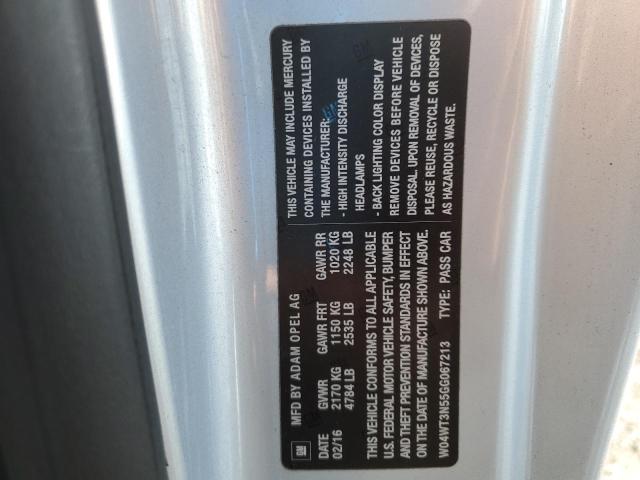 GM
MFD BY ADAM OPEL AG
DATE GVWR GAWR FRT GAWR RR
02/16 2170 KG 1150 KG 1020 KG
4784 LB 2535 LB 2248 LB
THIS VEHICLE CONFORMS TO ALL APPLICABLE
U.S. FEDERAL MOTOR VEHICLE SAFETY, BUMPER
AND THEFT PREVENTION STANDARDS IN EFFECT
ON THE DATE OF MANUFACTURE SHOWN ABOVE.
W04WT3N55GG067213 TYPE: PASS CAR
THIS VEHICLE MAY INCLUDE MERCURY
CONTAINING DEVICES INSTALLED BY
THE MANUFACTURER:
- HIGH INTENSITY DISCHARGE
HEADLAMPS
- BACK LIGHTING COLOR DISPLAY
REMOVE DEVICES BEFORE VEHICLE
DISPOSAL. UPON REMOVAL OF DEVICES,
PLEASE REUSE, RECYCLE OR DISPOSE
AS HAZARDOUS WASTE.